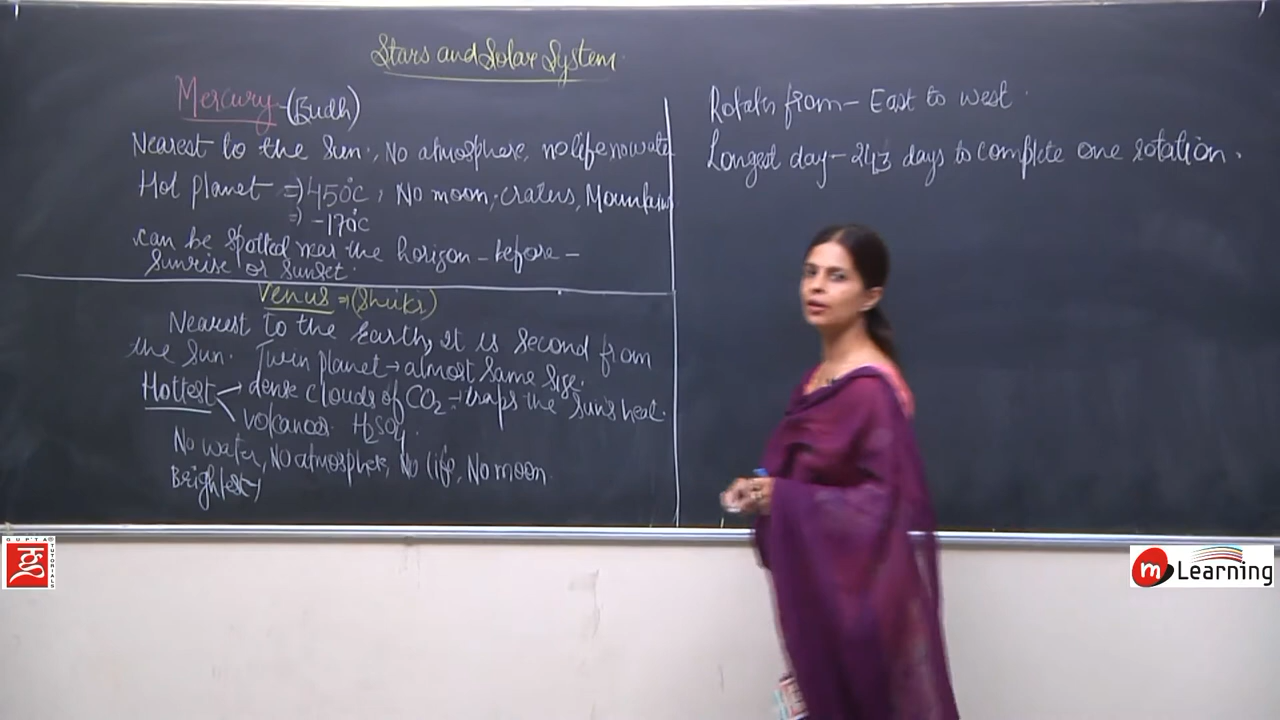 Stars and Solar System
Mercury - (Budh)
Nearest to the Sun, No atmosphere, no life no water
Hot planet => 450°C, No moon, craters, Mountains
=> -170°C
can be spotted near the horizon - before -
sunrise or sunset.
Venus => (Shukr)
Nearest to the Earth, It is second from
the Sun. Twin planet → almost same size.
Hottest dense clouds of CO2 - traps the Sun's heat.
volcanoes H2SO4.
No water, No atmosphere, No life, No moon
Brightest
Rotates from - East to west.
Longest day - 243 days to complete one rotation.
GUPTA TUTORIALS
m Learning